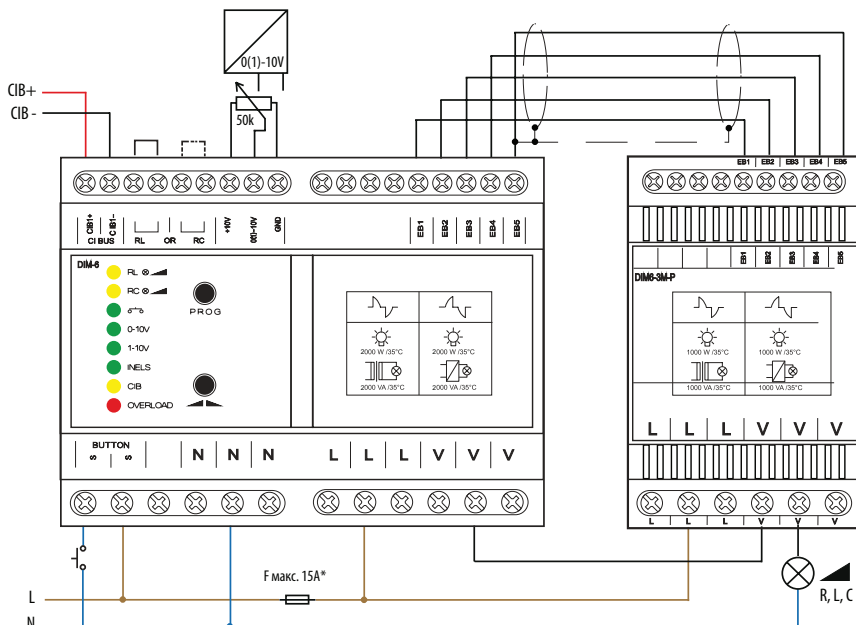 0(1)-10V
CIB+
CIB -
50k
EB1 EB2 EB3 EB4 EB5
CIB1+ CIB1- +10V 0(1)-10V GND EB1 EB2 EB3 EB4 EB5
CI BUS RL OR RC
EB1 EB2 EB3 EB4 EB5
DIM-6
DIM6-3M-P
RL
RC
PROG
0-10V
1-10V
INELS
CIB
OVERLOAD
2000 W /35°C 2000 W /35°C
2000 VA /35°C 2000 VA /35°C
1000 W /35°C 1000 W /35°C
1000 VA /35°C 1000 VA /35°C
BUTTON
S S N N N L L L V V V
L L L V V V
L L L V V V
F макс. 15A*
R, L, C
L
N